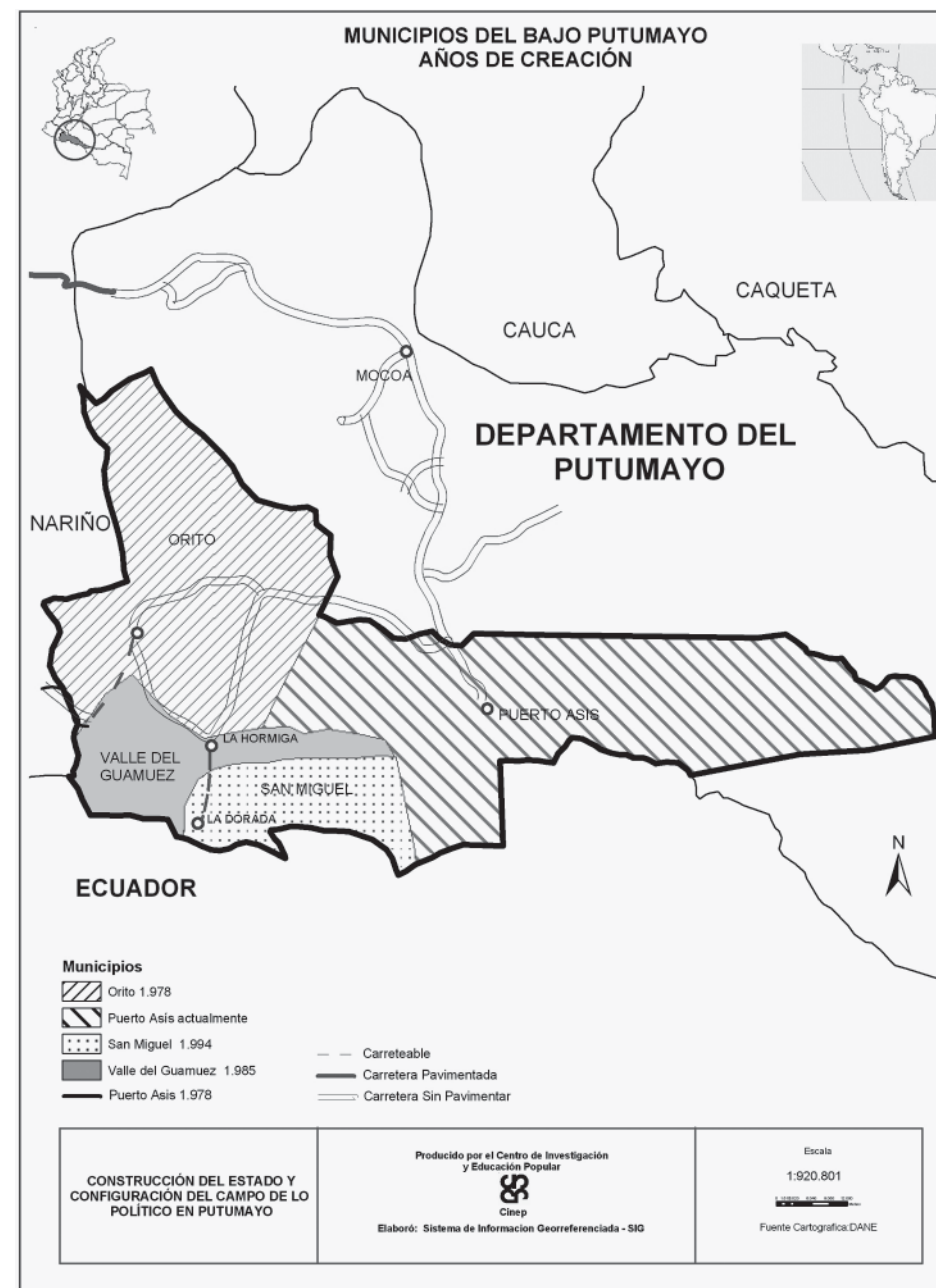 MUNICIPIOS DEL BAJO PUTUMAYO
AÑOS DE CREACIÓN
CAQUETA
CAUCA
MOCOA
DEPARTAMENTO DEL
PUTUMAYO
NARIÑO
ORITO
PUERTO ASIS
LA HORMIGA
VALLE DEL
GUAMUEZ
SAN MIGUEL
LA DORADA
N
ECUADOR
Municipios
Orito 1.978
Puerto Asis actualmente
San Miguel 1.994
Valle del Guamuez 1.985
Puerto Asis 1.978
Carreteable
Carretera Pavimentada
Carretera Sin Pavimentar
CONSTRUCCIÓN DEL ESTADO Y
CONFIGURACIÓN DEL CAMPO DE LO
POLÍTICO EN PUTUMAYO
Producido por el Centro de Investigación
y Educación Popular
Cinep
Elaboró: Sistema de Informacion Georreferenciada - SIG
Escala
1:920.801
Fuente Cartografica:DANE